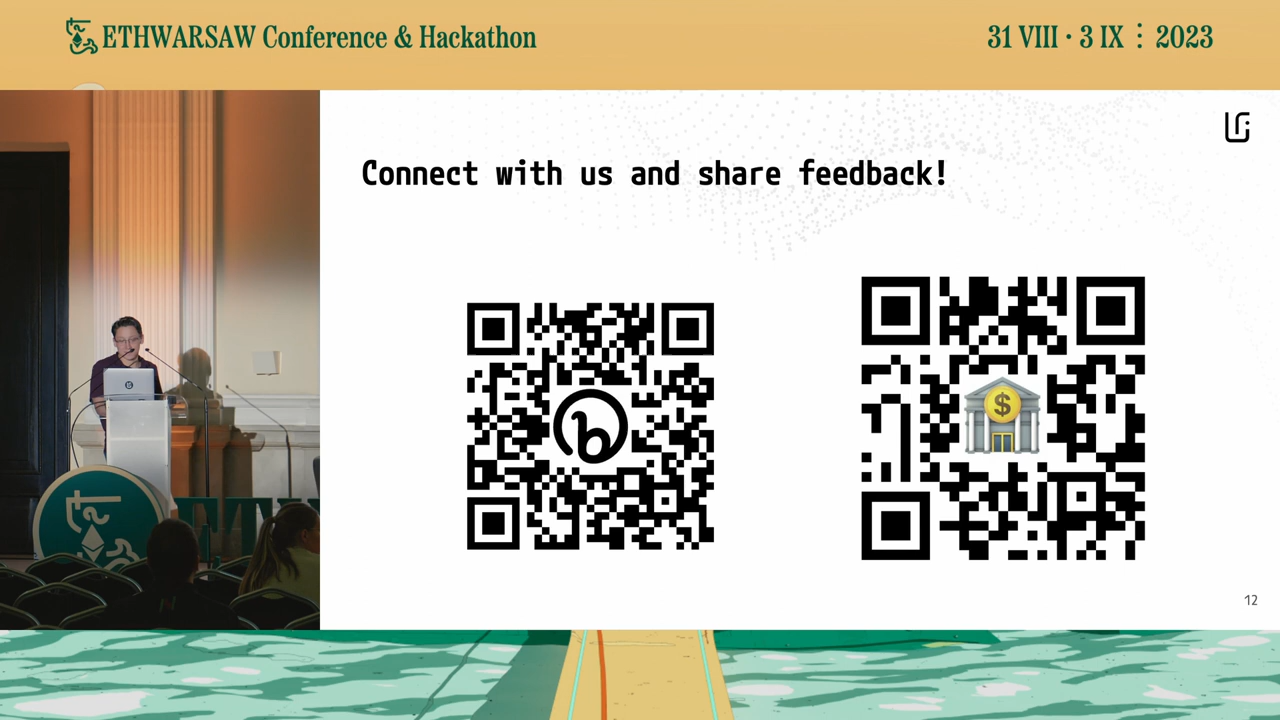 ETHWARSAW Conference & Hackathon
31 VIII · 3 IX ⋮ 2023
Connect with us and share feedback!
$
12